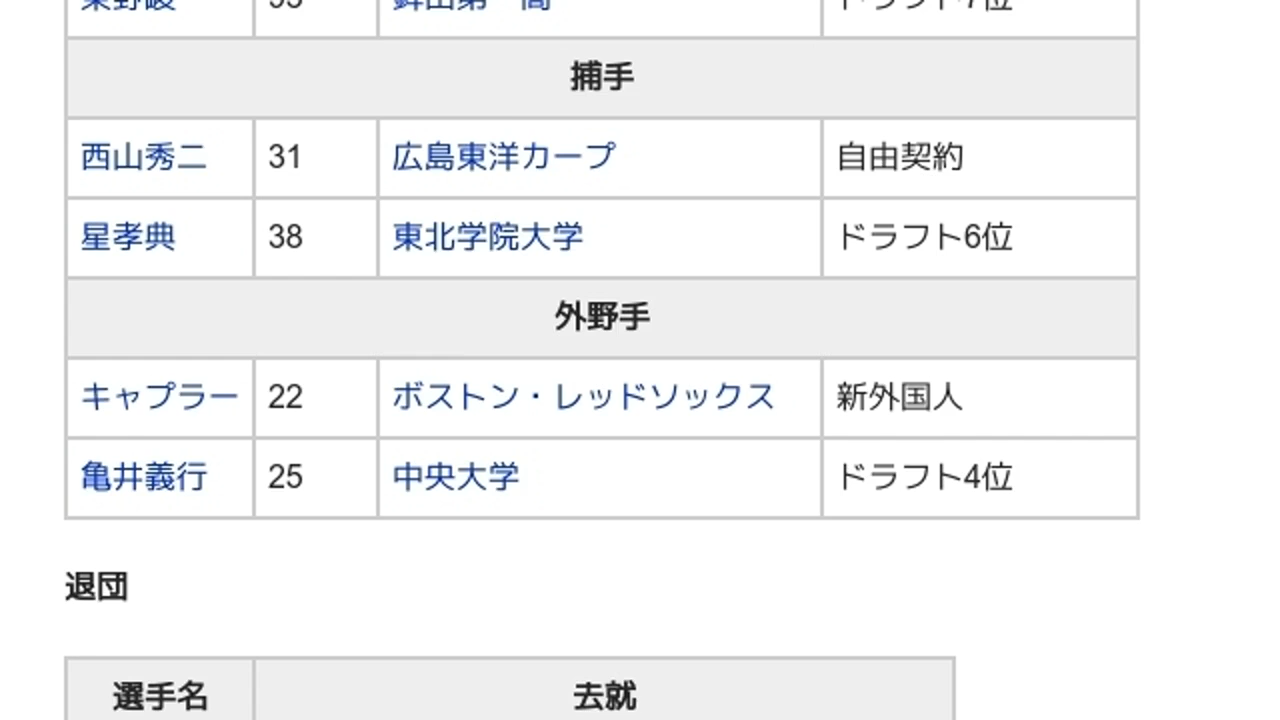 捕手
西山秀二 31 広島東洋カープ 自由契約
星孝典 38 東北学院大学 ドラフト6位
外野手
キャプラー 22 ボストン・レッドソックス 新外国人
亀井義行 25 中央大学 ドラフト4位
退団
選手名 去就